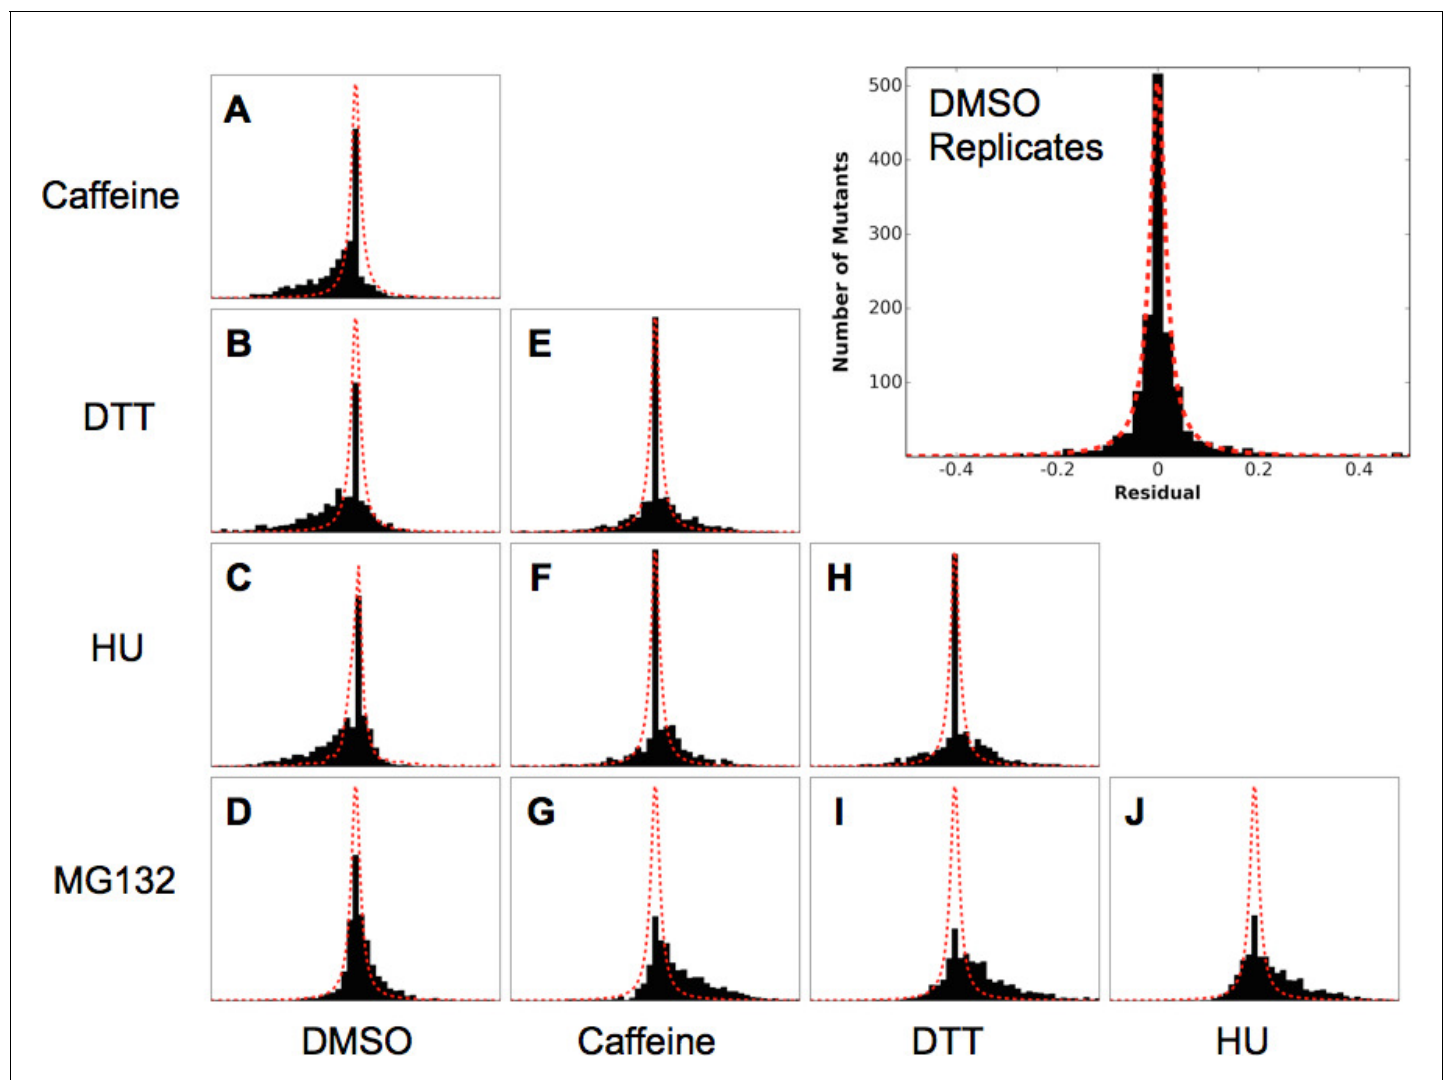 A
Caffeine
DMSO
Replicates
Number of Mutants
500
400
300
200
100
-0.4 -0.2 0 0.2 0.4
Residual
B
E
DTT
C
F
H
HU
D
G
I
J
MG132
DMSO Caffeine DTT HU